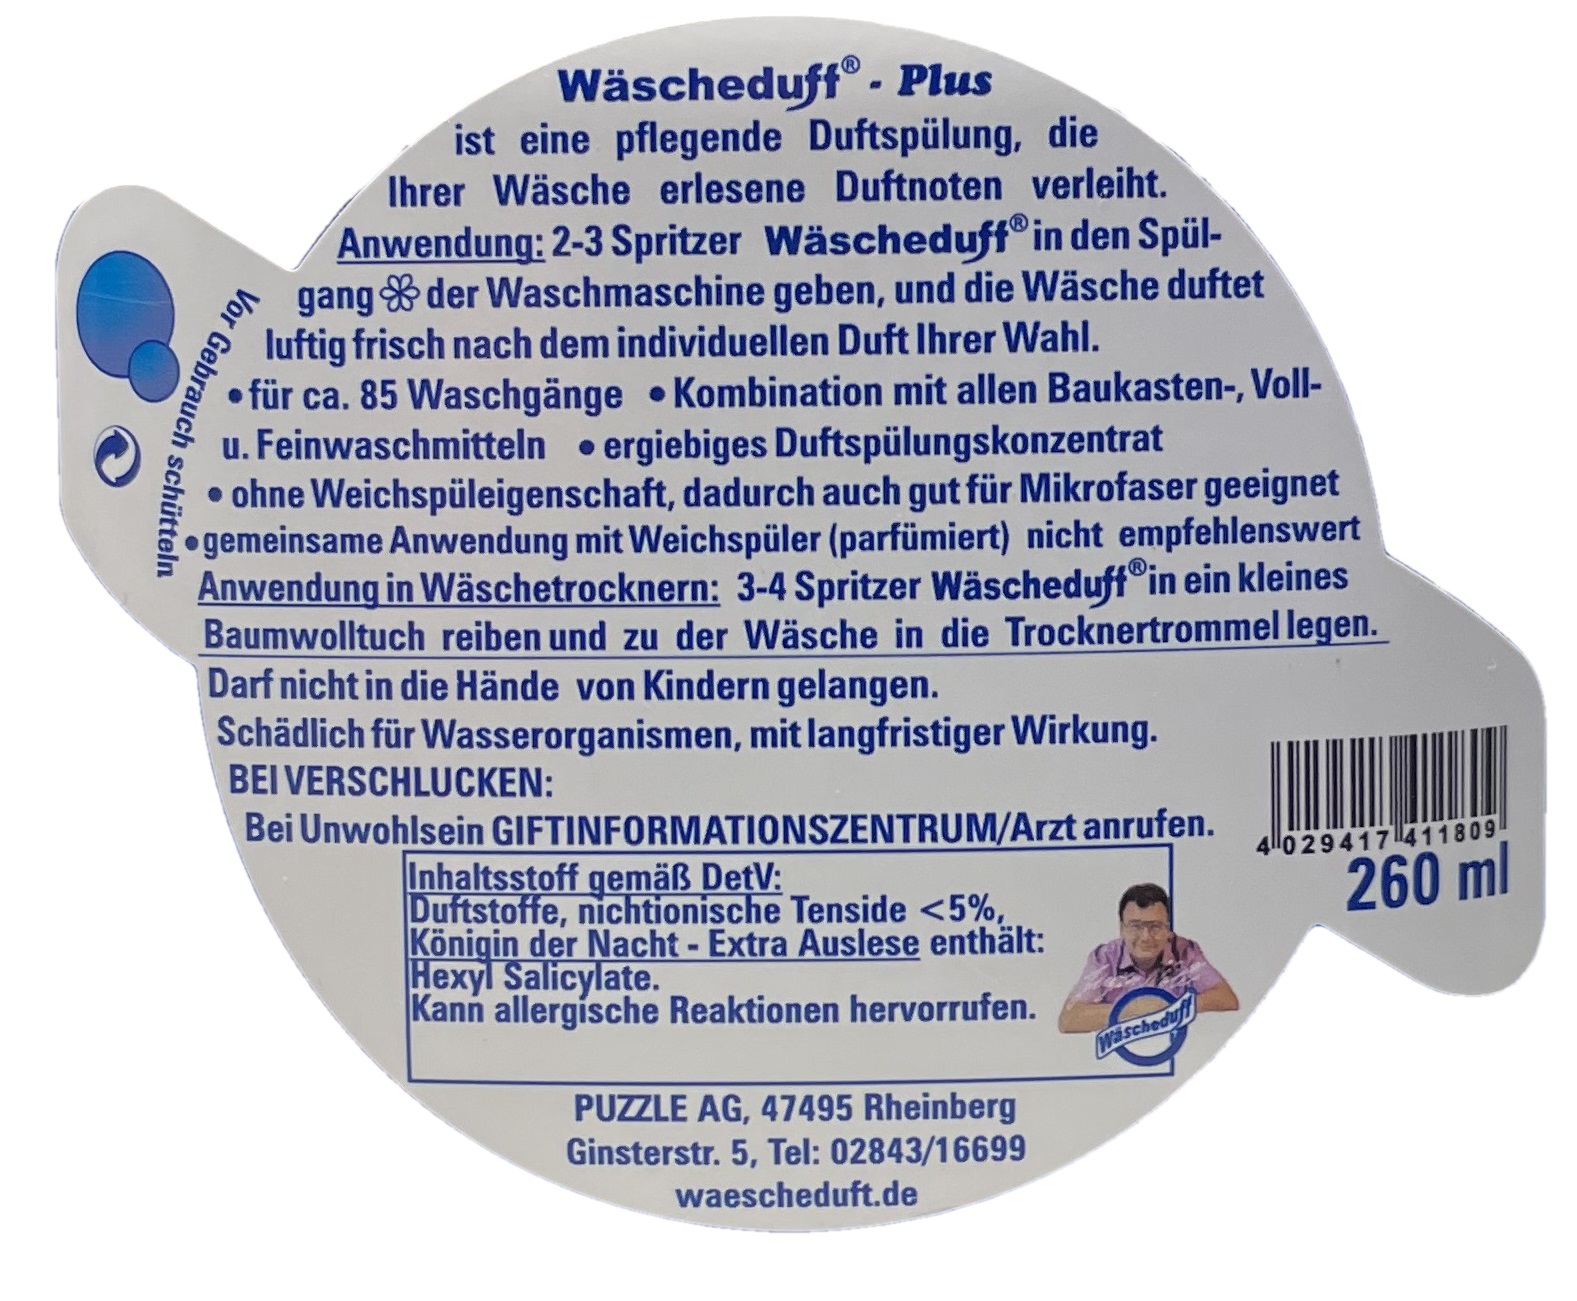 Wäscheduft® - Plus
ist eine pflegende Duftspülung, die
Ihrer Wäsche erlesene Duftnoten verleiht.
Anwendung: 2-3 Spritzer Wäscheduft® in den Spül-
gang der Waschmaschine geben, und die Wäsche duftet
luftig frisch nach dem individuellen Duft Ihrer Wahl.
• für ca. 85 Waschgänge • Kombination mit allen Baukasten-, Voll-
u. Feinwaschmitteln • ergiebiges Duftspülungskonzentrat
• ohne Weichspüleigenschaft, dadurch auch gut für Mikrofaser geeignet
• gemeinsame Anwendung mit Weichspüler (parfümiert) nicht empfehlenswert
Anwendung in Wäschetrocknern: 3-4 Spritzer Wäscheduft® in ein kleines
Baumwolltuch reiben und zu der Wäsche in die Trocknertrommel legen.
Darf nicht in die Hände von Kindern gelangen.
Schädlich für Wasserorganismen, mit langfristiger Wirkung.
BEI VERSCHLUCKEN:
Bei Unwohlsein GIFTINFORMATIONSZENTRUM/Arzt anrufen.
Vor Gebrauch schütteln
4 029417 411809
260 ml
Inhaltsstoff gemäß DetV:
Duftstoffe, nichtionische Tenside <5%,
Königin der Nacht - Extra Auslese enthält:
Hexyl Salicylate.
Kann allergische Reaktionen hervorrufen.
Wäscheduft
PUZZLE AG, 47495 Rheinberg
Ginsterstr. 5, Tel: 02843/16699
waescheduft.de